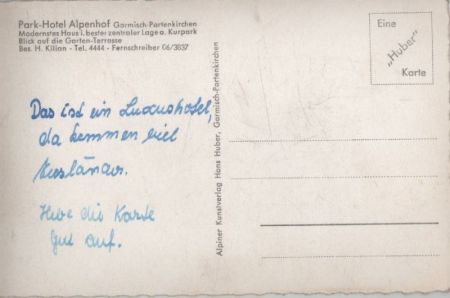 Park-Hotel Alpenhof Garmisch-Partenkirchen
Modernstes Haus i. bester zentraler Lage a. Kurpark
Blick auf die Garten-Terrasse
Bes. H. Kilian - Tel. 4444 - Fernschreiber 06/3837
Das ist ein Luxushotel,
da kommen viel
Ausländer.
Hebe die Karte
gut auf.
Alpiner Kunstverlag Hans Huber, Garmisch-Partenkirchen
Eine
„Huber"
Karte